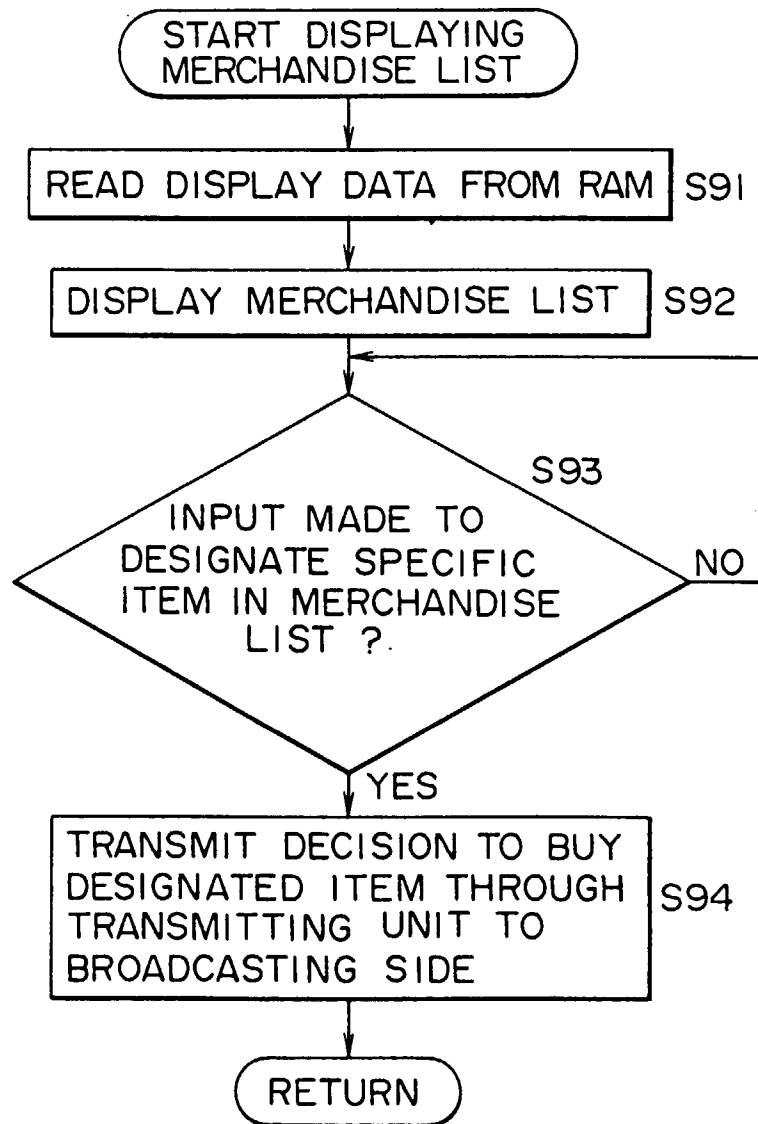 START DISPLAYING
MERCHANDISE LIST
READ DISPLAY DATA FROM RAM
S91
DISPLAY MERCHANDISE LIST
S92
S93
INPUT MADE TO
DESIGNATE SPECIFIC
ITEM IN MERCHANDISE
LIST ?
NO
YES
TRANSMIT DECISION TO BUY
DESIGNATED ITEM THROUGH
TRANSMITTING UNIT TO
BROADCASTING SIDE
S94
RETURN